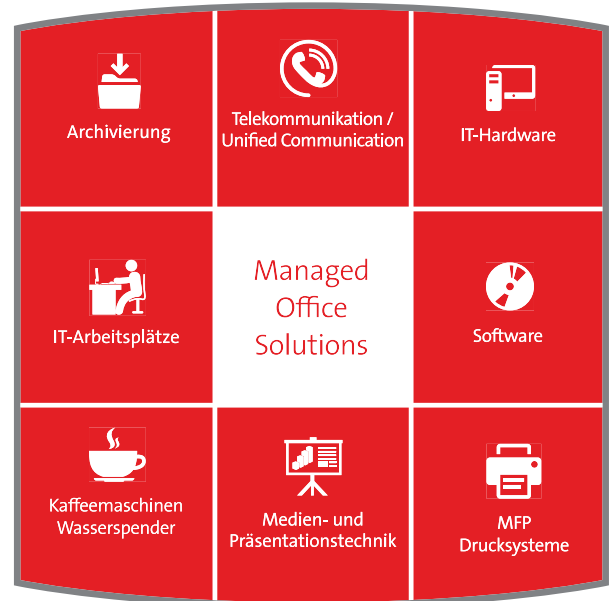 Archivierung
Telekommunikation /
Unified Communication
IT-Hardware
IT-Arbeitsplätze
Managed
Office
Solutions
Software
Kaffeemaschinen
Wasserspender
Medien- und
Präsentationstechnik
MFP
Drucksysteme